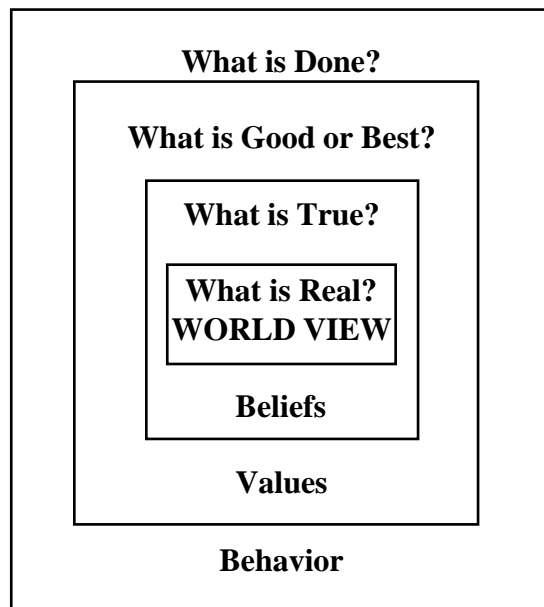 What is Done?
What is Good or Best?
What is True?
What is Real?
WORLD VIEW
Beliefs
Values
Behavior